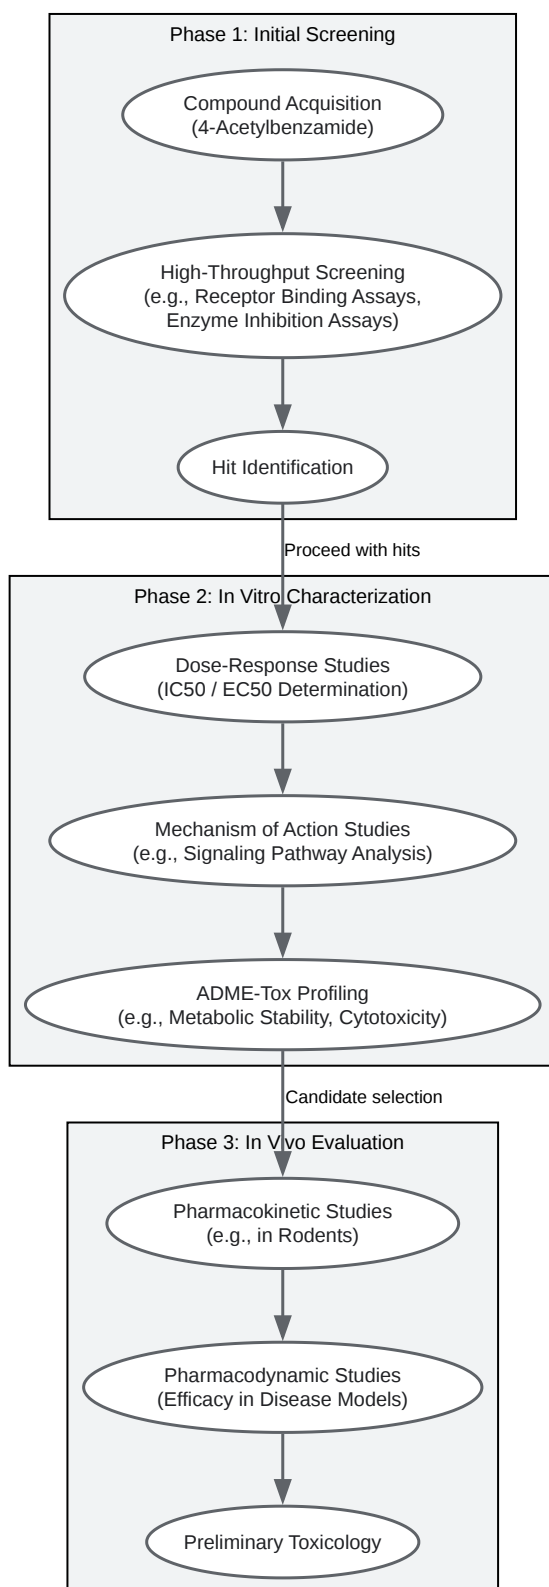 Phase 1: Initial Screening
Compound Acquisition
(4-Acetylbenzamide)
High-Throughput Screening
(e.g., Receptor Binding Assays,
Enzyme Inhibition Assays)
Hit Identification
Proceed with hits
Phase 2: In Vitro Characterization
Dose-Response Studies
(IC50 / EC50 Determination)
Mechanism of Action Studies
(e.g., Signaling Pathway Analysis)
ADME-Tox Profiling
(e.g., Metabolic Stability, Cytotoxicity)
Candidate selection
Phase 3: In Vivo Evaluation
Pharmacokinetic Studies
(e.g., in Rodents)
Pharmacodynamic Studies
(Efficacy in Disease Models)
Preliminary Toxicology